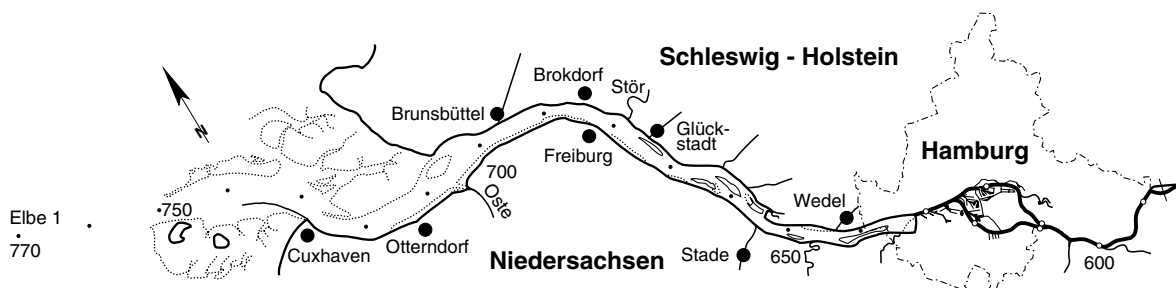 Schleswig - Holstein
Brokdorf
Stör
Brunsbüttel
N
Glück-
stadt
Freiburg
Hamburg
700
Oste
Wedel
750
Elbe 1
770
Otterndorf
Cuxhaven
Niedersachsen
Stade
650
600